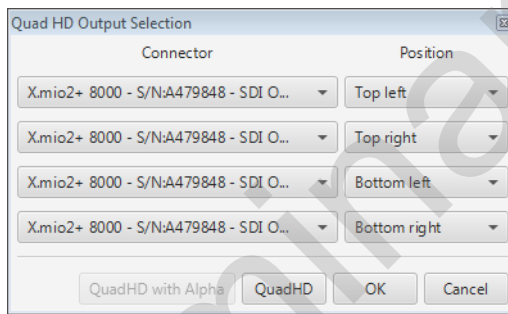 Quad HD Output Selection
Connector Position
X.mio2+ 8000 - S/N:A479848 - SDI O... Top left
X.mio2+ 8000 - S/N:A479848 - SDI O... Top right
X.mio2+ 8000 - S/N:A479848 - SDI O... Bottom left
X.mio2+ 8000 - S/N:A479848 - SDI O... Bottom right
QuadHD with Alpha QuadHD OK Cancel